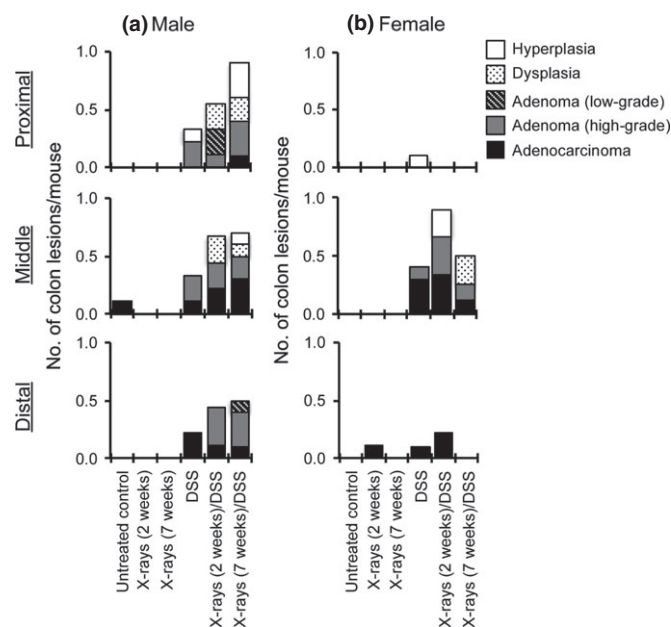 (a) Male
(b) Female
Hyperplasia
Dysplasia
Adenoma (low-grade)
Adenoma (high-grade)
Adenocarcinoma
Proximal
Middle
Distal
No. of colon lesions/mouse
1.0
0.5
0.0
1.0
0.5
0.0
1.0
0.5
0.0
No. of colon lesions/mouse
1.0
0.5
0.0
1.0
0.5
0.0
1.0
0.5
0.0
Untreated control
X-rays (2 weeks)
X-rays (7 weeks)
DSS
X-rays (2 weeks)/DSS
X-rays (7 weeks)/DSS
Untreated control
X-rays (2 weeks)
X-rays (7 weeks)
DSS
X-rays (2 weeks)/DSS
X-rays (7 weeks)/DSS